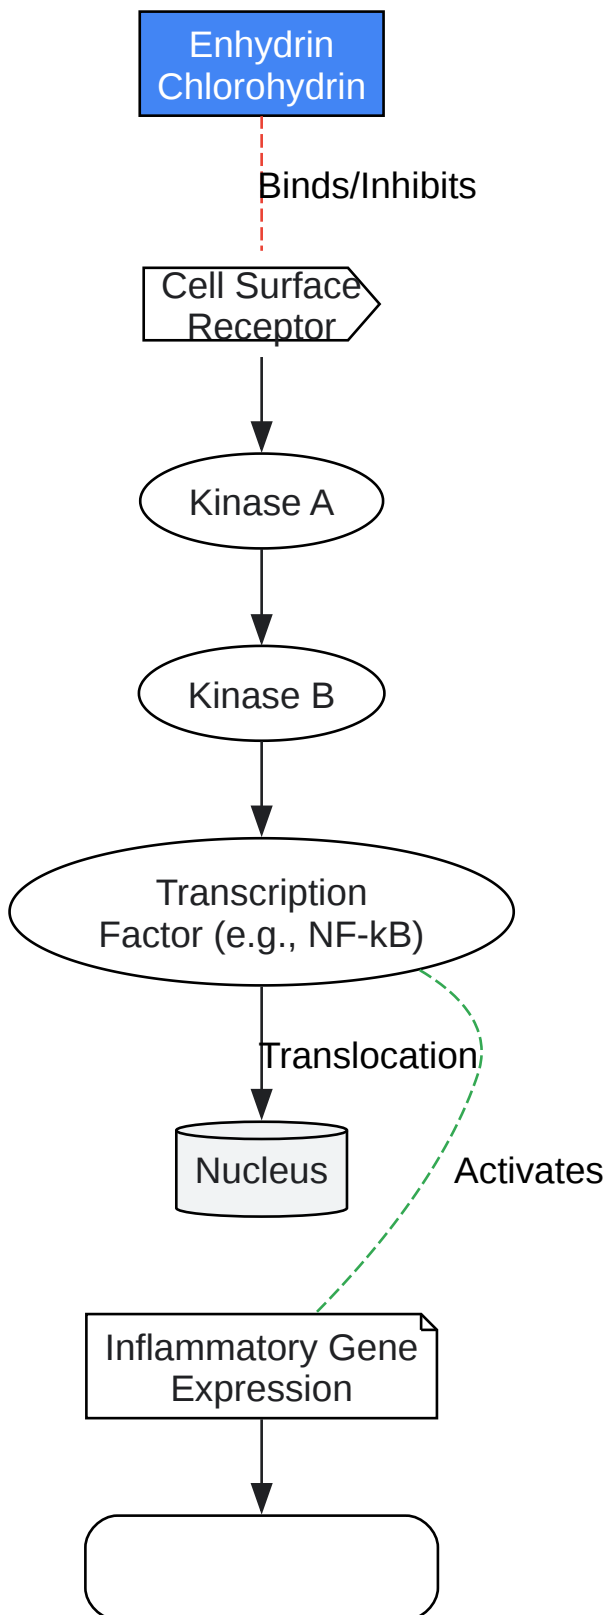 Enhydrin
Chlorohydrin
Binds/Inhibits
Cell Surface
Receptor
Kinase A
Kinase B
Transcription
Factor (e.g., NF-kB)
Translocation
Nucleus
Activates
Inflammatory Gene
Expression